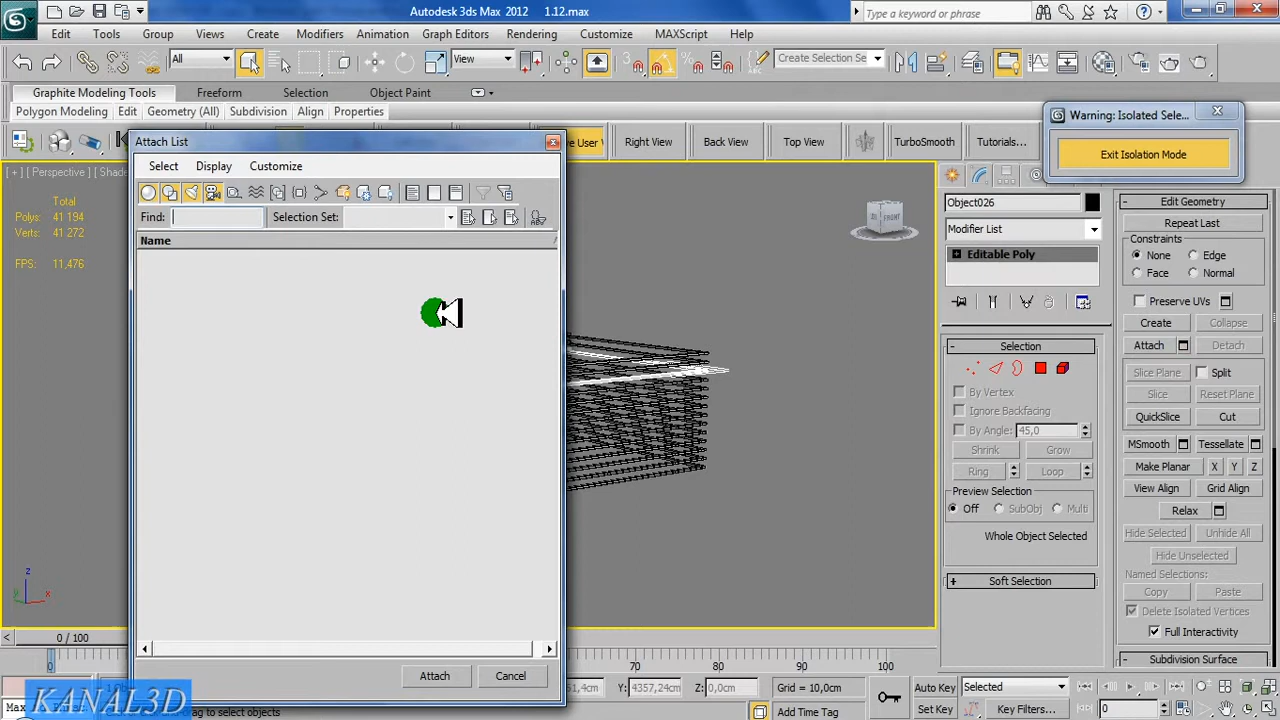 Autodesk 3ds Max 2012 1.12.max
Type a keyword or phrase
Edit Tools Group Views Create Modifiers Animation Graph Editors Rendering Customize MAXScript Help
All
View
Create Selection Se
Graphite Modeling Tools Freeform Selection Object Paint
Polygon Modeling Edit Geometry (All) Subdivision Align Properties
Right View Back View Top View TurboSmooth Tutorials...
Warning: Isolated Sele...
Exit Isolation Mode
Attach List
Select Display Customize
Find: Selection Set:
Name
Attach Cancel
[ + ] [ Perspective ] [ Shade
Total
Polys: 41 194
Verts: 41 272
FPS: 11,476
FRONT
z
x
Object026
Modifier List
Editable Poly
Selection
By Vertex
Ignore Backfacing
By Angle: 45,0
Shrink Grow
Ring Loop
Preview Selection
Off SubObj Multi
Whole Object Selected
Soft Selection
Edit Geometry
Repeat Last
Constraints
None Edge
Face Normal
Preserve UVs
Create Collapse
Attach Detach
Slice Plane Split
Slice Reset Plane
QuickSlice Cut
MSmooth Tessellate
Make Planar X Y Z
View Align Grid Align
Relax
Hide Selected Unhide All
Hide Unselected
Named Selections:
Copy Paste
Delete Isolated Vertices
Full Interactivity
Subdivision Surface
0 / 100
0 70 80 90 100
Y: 4357,24cm Z: 0,0cm Grid = 10,0cm
Add Time Tag
Auto Key Selected
Set Key Key Filters...
0
KANAL3D
Max